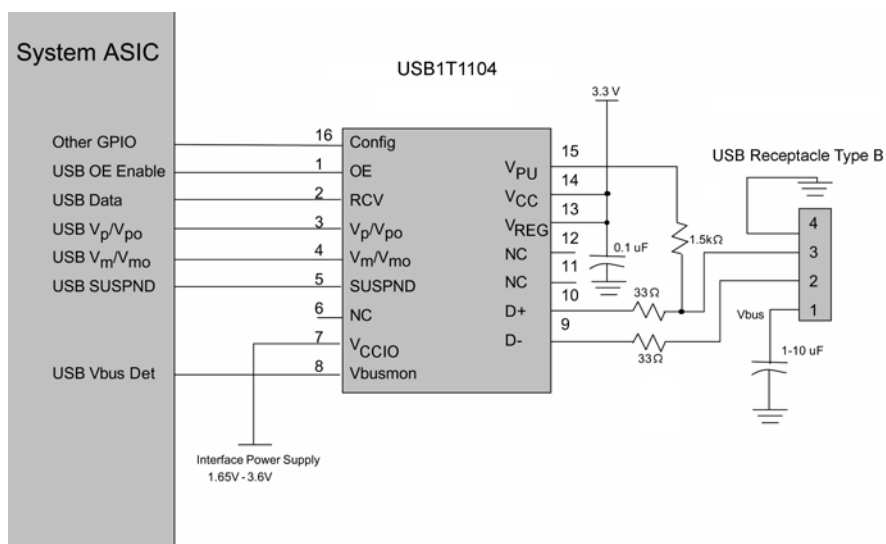 System ASIC
USB1T1104
3.3 V
USB Receptacle Type B
Other GPIO
16
Config
USB OE Enable
1
OE
USB Data
2
RCV
USB Vp/Vpo
3
Vp/Vpo
USB Vm/Vmo
4
Vm/Vmo
USB SUSPND
5
SUSPND
6
NC
7
VCCIO
USB Vbus Det
8
Vbusmon
15
VPU
14
VCC
13
VREG
12
NC
11
NC
10
D+
9
D-
0.1 uF
1.5kΩ
33Ω
33Ω
4
3
2
1
Vbus
1-10 uF
Interface Power Supply
1.65V - 3.6V